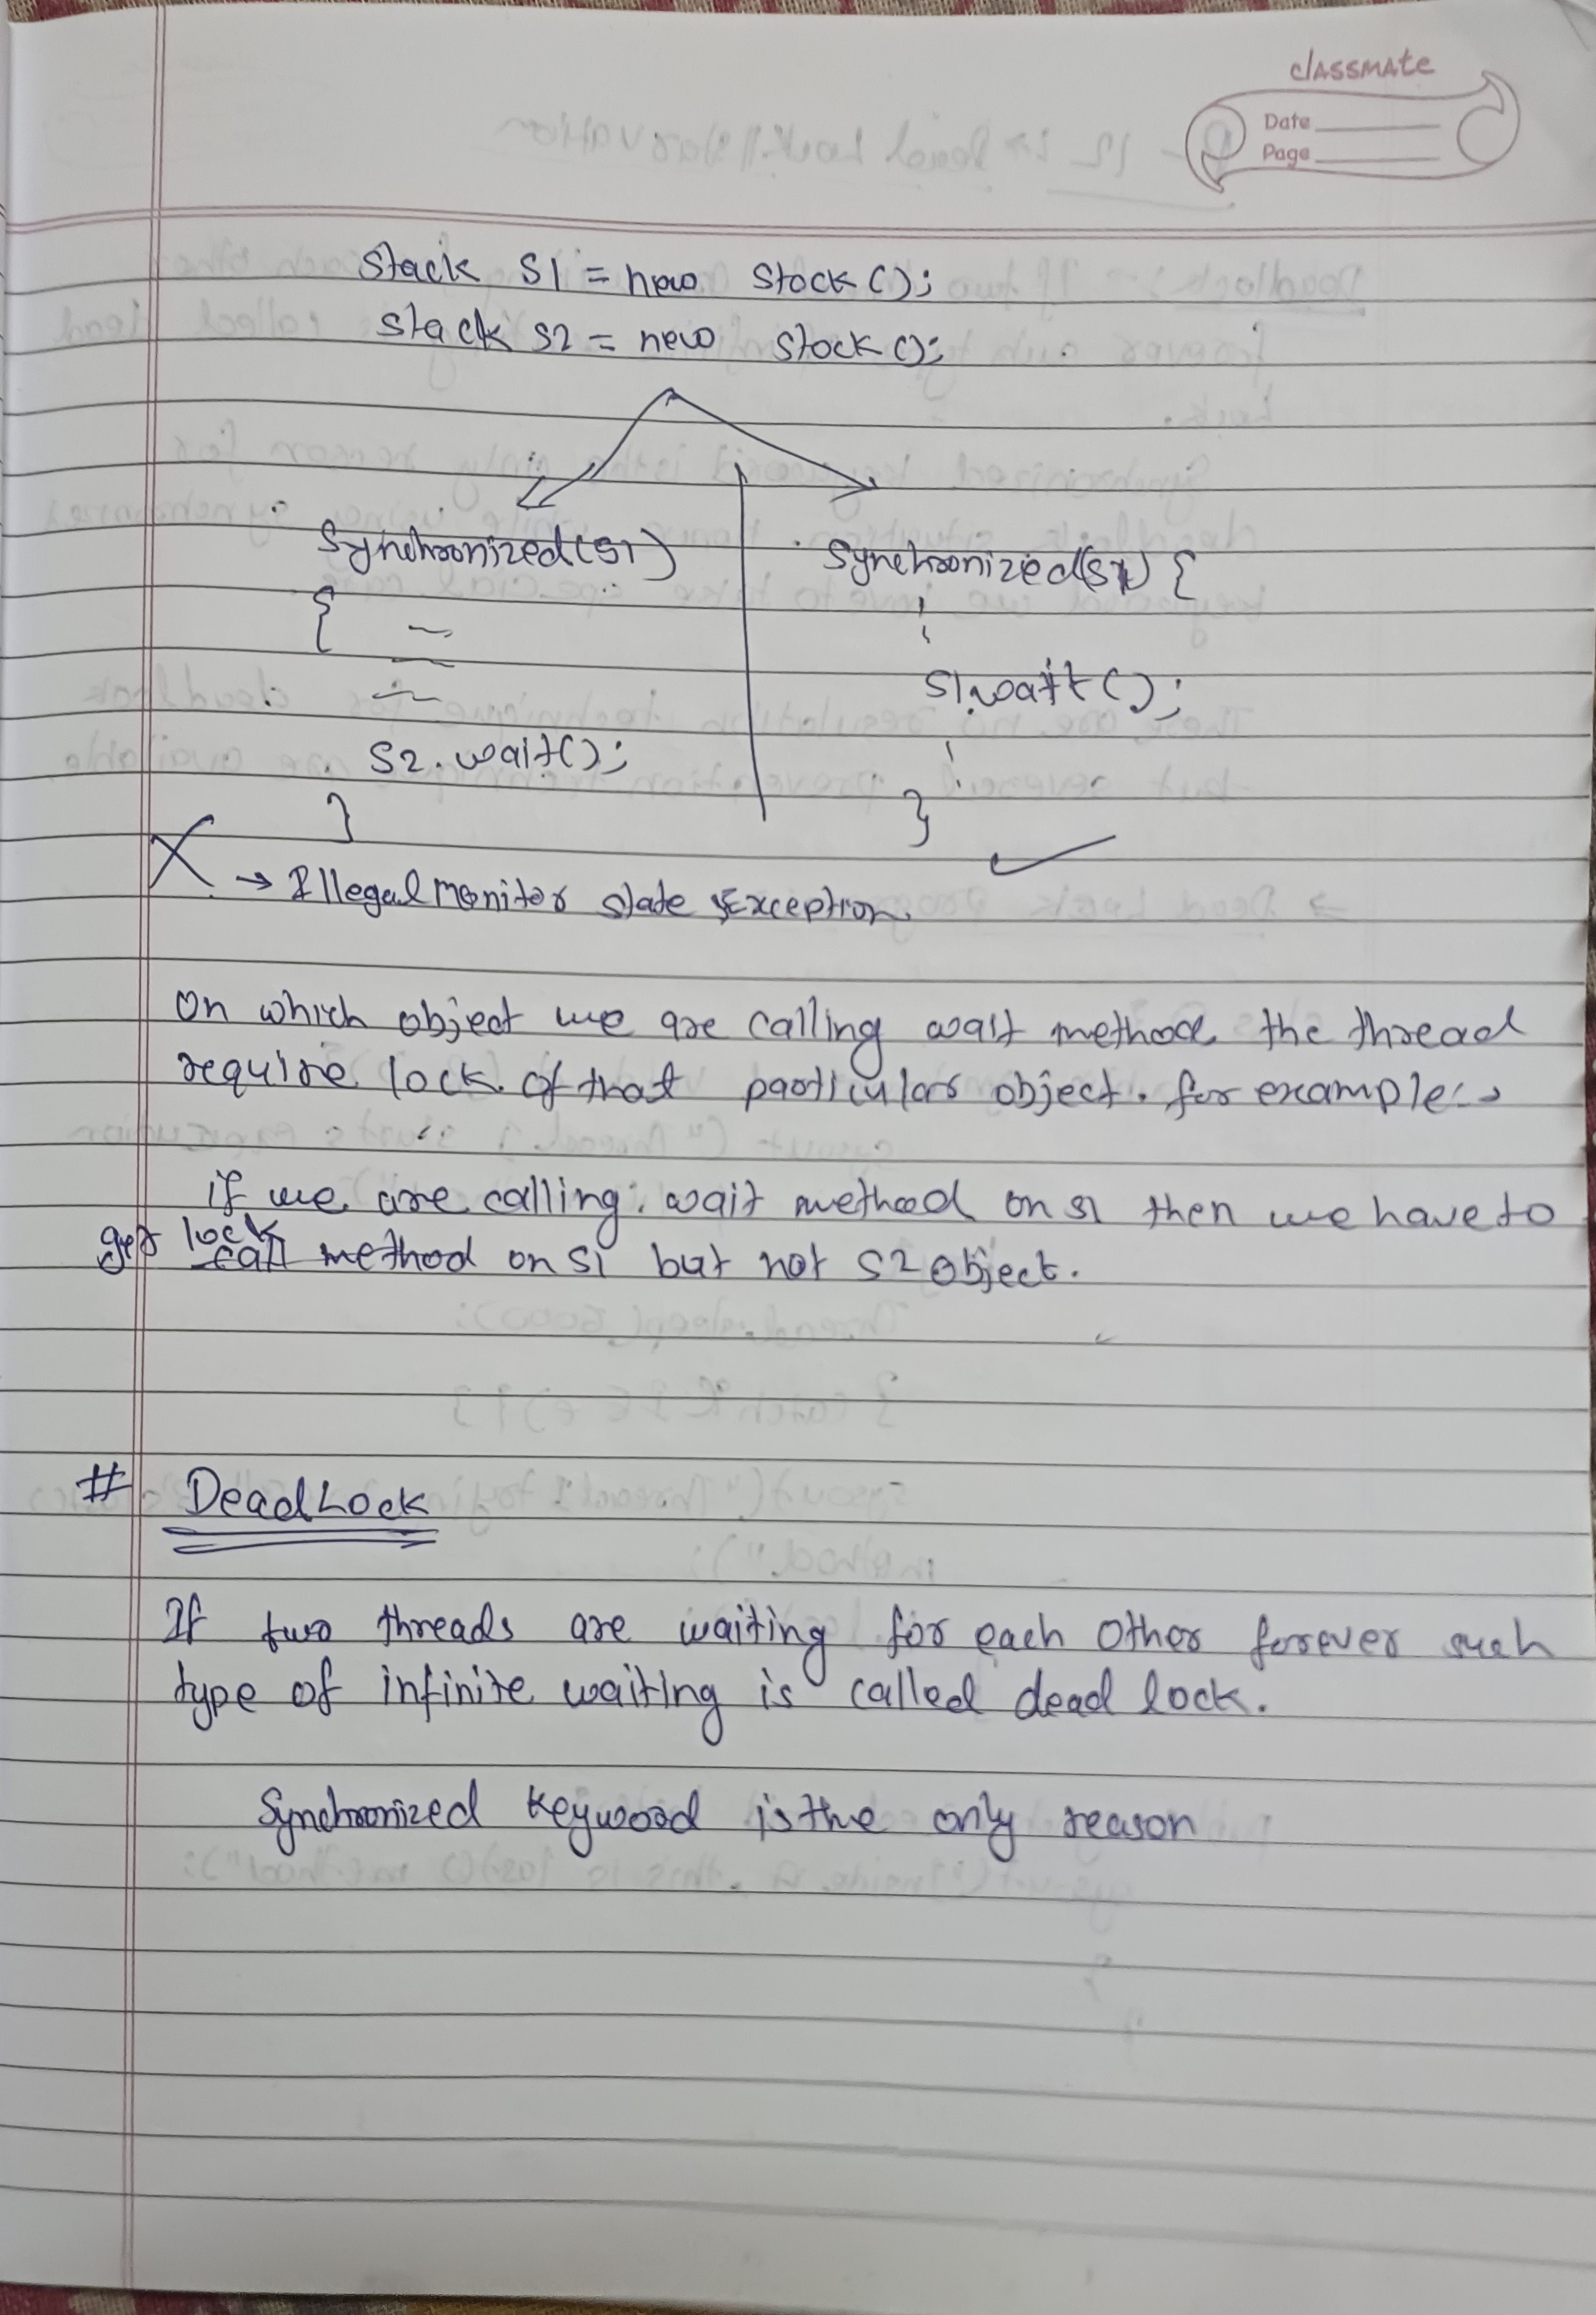 classmate
Date
Page
Stack S1 = new Stock();
stack S2 = new Stock();
Synchronized(S1)
{
S2.wait();
}
Synchronized(S1) {
S1.wait();
}
X → IllegalMonitor state Exception
On which object we are calling wait method the thread
require lock of that particular object. for example:→
if we are calling wait method on s1 then we have to
get lock
call method on S1 but not S2 object.
# DeadLock
If two threads are waiting for each other forever such
type of infinite waiting is called dead lock.
Synchronized keyword is the only reason